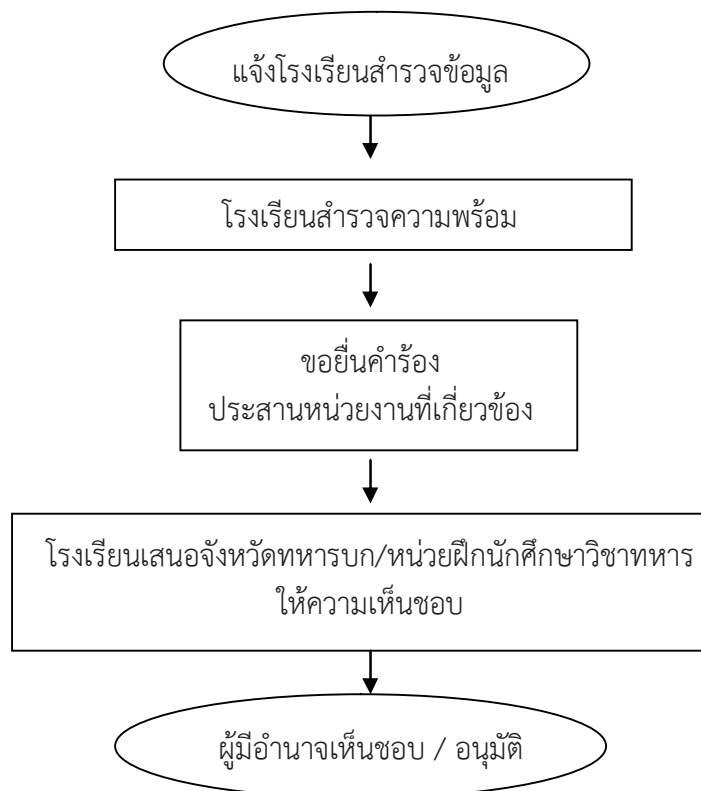 แจ้งโรงเรียนสำรวจข้อมูล
โรงเรียนสำรวจความพร้อม
ขอยื่นคำร้อง
ประสานหน่วยงานที่เกี่ยวข้อง
โรงเรียนเสนอจังหวัดทหารบก/หน่วยฝึกนักศึกษาวิชาทหาร
ให้ความเห็นชอบ
ผู้มีอำนาจเห็นชอบ / อนุมัติ